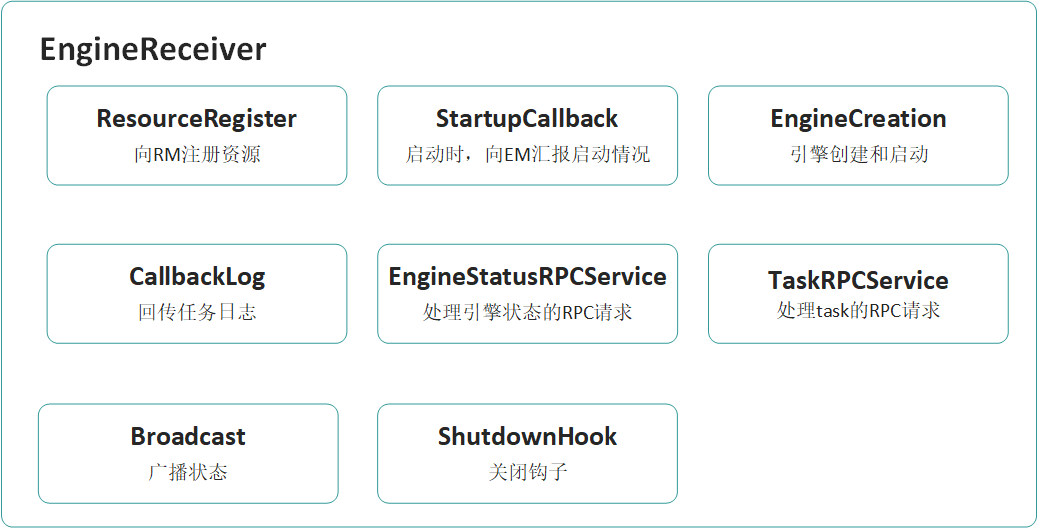 EngineReceiver
ResourceRegister
向RM注册资源
StartupCallback
启动时，向EM汇报启动情况
EngineCreation
引擎创建和启动
CallbackLog
回传任务日志
EngineStatusRPCService
处理引擎状态的RPC请求
TaskRPCService
处理task的RPC请求
Broadcast
广播状态
ShutdownHook
关闭钩子